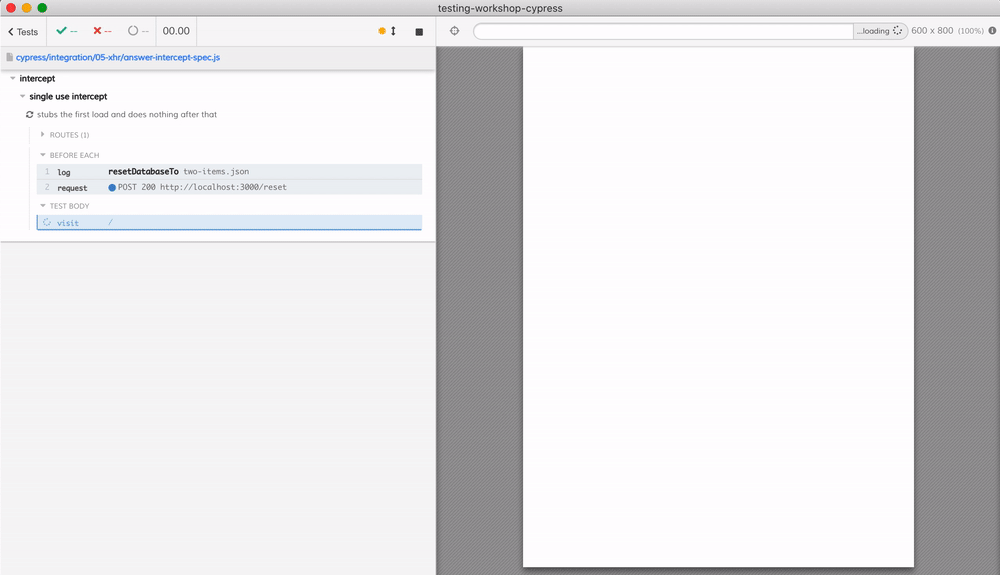 testing-workshop-cypress
Tests -- -- -- 00.00 ...loading 600 x 800 (100%)
cypress/integration/05-xhr/answer-intercept-spec.js
intercept
single use intercept
stubs the first load and does nothing after that
ROUTES (1)
BEFORE EACH
1 log resetDatabaseTo two-items.json
2 request POST 200 http://localhost:3000/reset
TEST BODY
visit /